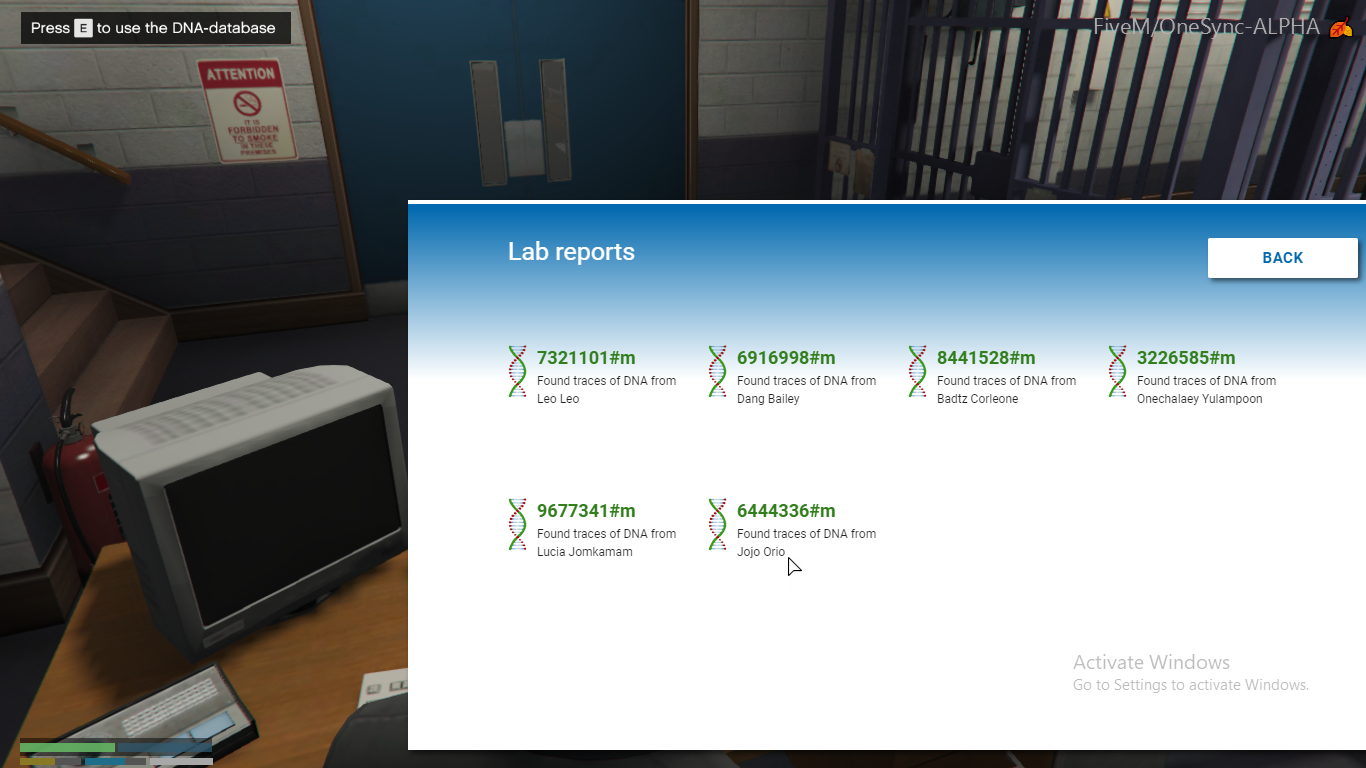 Press E to use the DNA-database
FiveM/OneSync-ALPHA
ATTENTION
IT IS
FORBIDDEN
TO SMOKE
IN THESE
PREMISES
Lab reports
BACK
7321101#m
Found traces of DNA from
Leo Leo
6916998#m
Found traces of DNA from
Dang Bailey
8441528#m
Found traces of DNA from
Badtz Corleone
3226585#m
Found traces of DNA from
Onechalaey Yulampoon
9677341#m
Found traces of DNA from
Lucia Jomkamam
6444336#m
Found traces of DNA from
Jojo Orio
Activate Windows
Go to Settings to activate Windows.